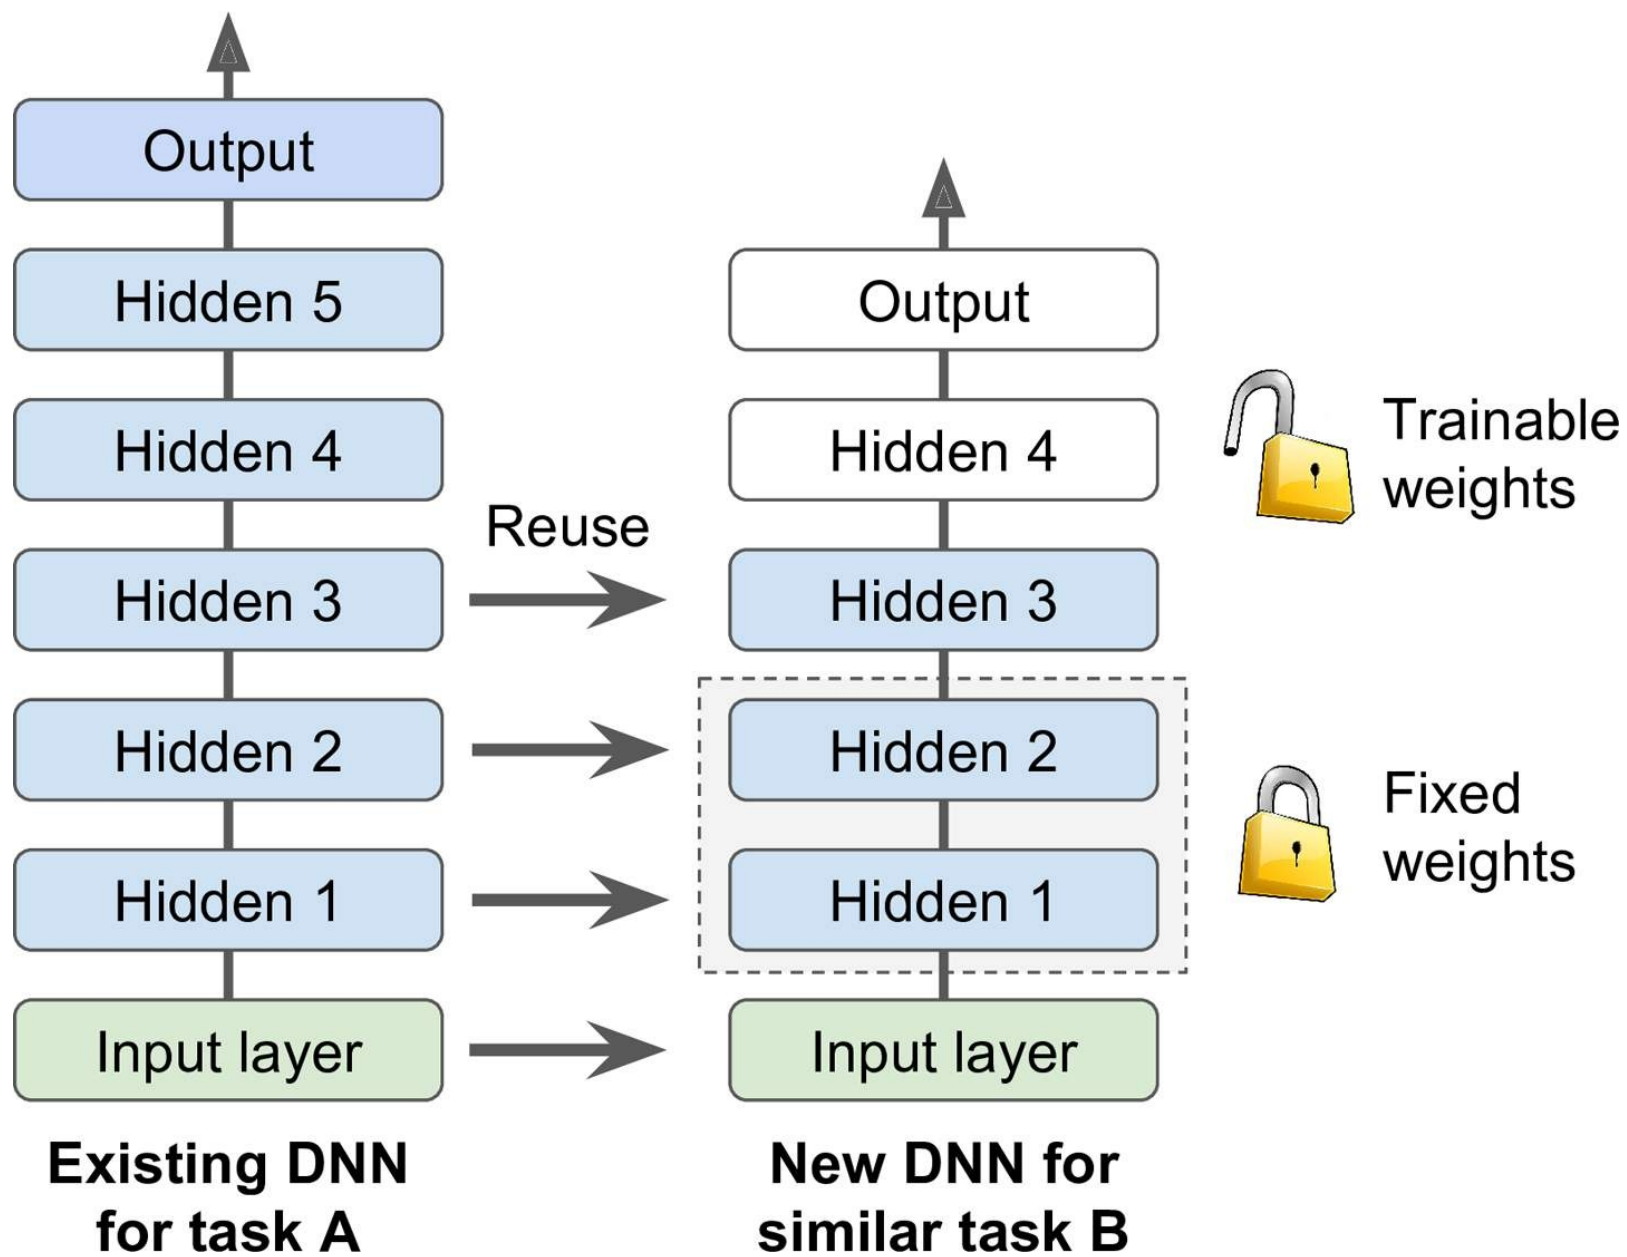 Output
Hidden 5
Hidden 4
Hidden 3
Hidden 2
Hidden 1
Input layer
Existing DNN
for task A
Reuse
Output
Hidden 4
Hidden 3
Hidden 2
Hidden 1
Input layer
New DNN for
similar task B
Trainable
weights
Fixed
weights